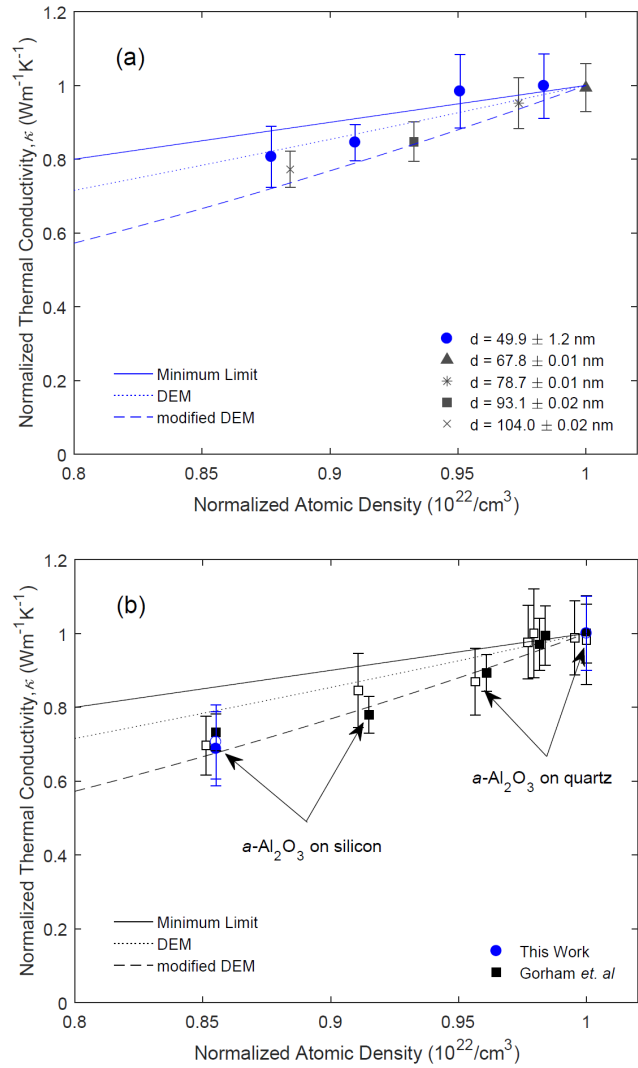 (a)
1.2
1
0.8
0.6
0.4
0.2
0
Normalized Thermal Conductivity, κ (Wm⁻¹K⁻¹)
Minimum Limit
DEM
modified DEM
d = 49.9 ± 1.2 nm
d = 67.8 ± 0.01 nm
d = 78.7 ± 0.01 nm
d = 93.1 ± 0.02 nm
d = 104.0 ± 0.02 nm
0.8 0.85 0.9 0.95 1
Normalized Atomic Density (10²²/cm³)
(b)
1.2
1
0.8
0.6
0.4
0.2
0
Normalized Thermal Conductivity, κ (Wm⁻¹K⁻¹)
a-Al₂O₃ on quartz
a-Al₂O₃ on silicon
Minimum Limit
DEM
modified DEM
This Work
Gorham et. al
0.8 0.85 0.9 0.95 1
Normalized Atomic Density (10²²/cm³)